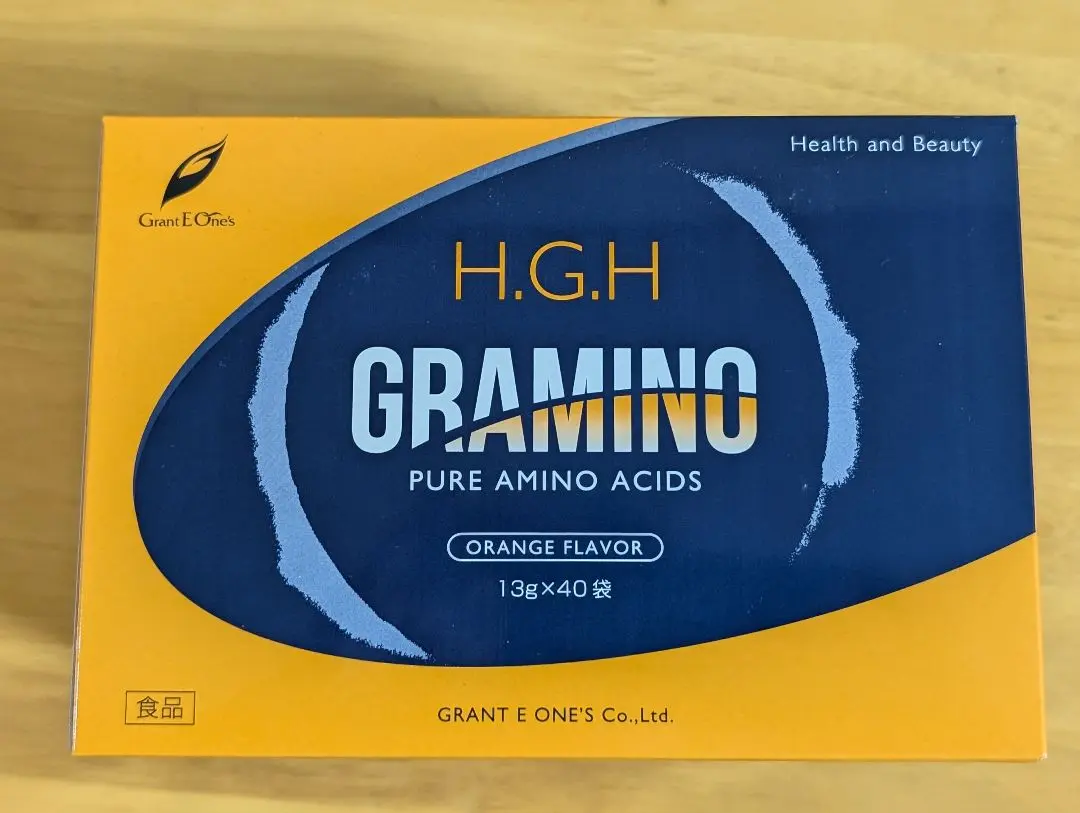 Grant E One's
Health and Beauty
H.G.H
GRAMINO
PURE AMINO ACIDS
ORANGE FLAVOR
13g×40袋
食品
GRANT E ONE'S Co.,Ltd.